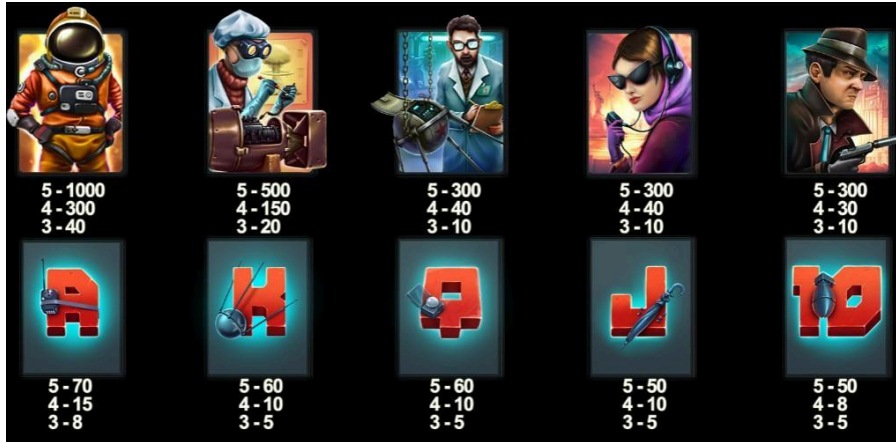 5 - 1000
4 - 300
3 - 40
5 - 500
4 - 150
3 - 20
5 - 300
4 - 40
3 - 10
5 - 300
4 - 40
3 - 10
5 - 300
4 - 30
3 - 10
A
K
Q
J
10
5 - 70
4 - 15
3 - 8
5 - 60
4 - 10
3 - 5
5 - 60
4 - 10
3 - 5
5 - 50
4 - 10
3 - 5
5 - 50
4 - 8
3 - 5